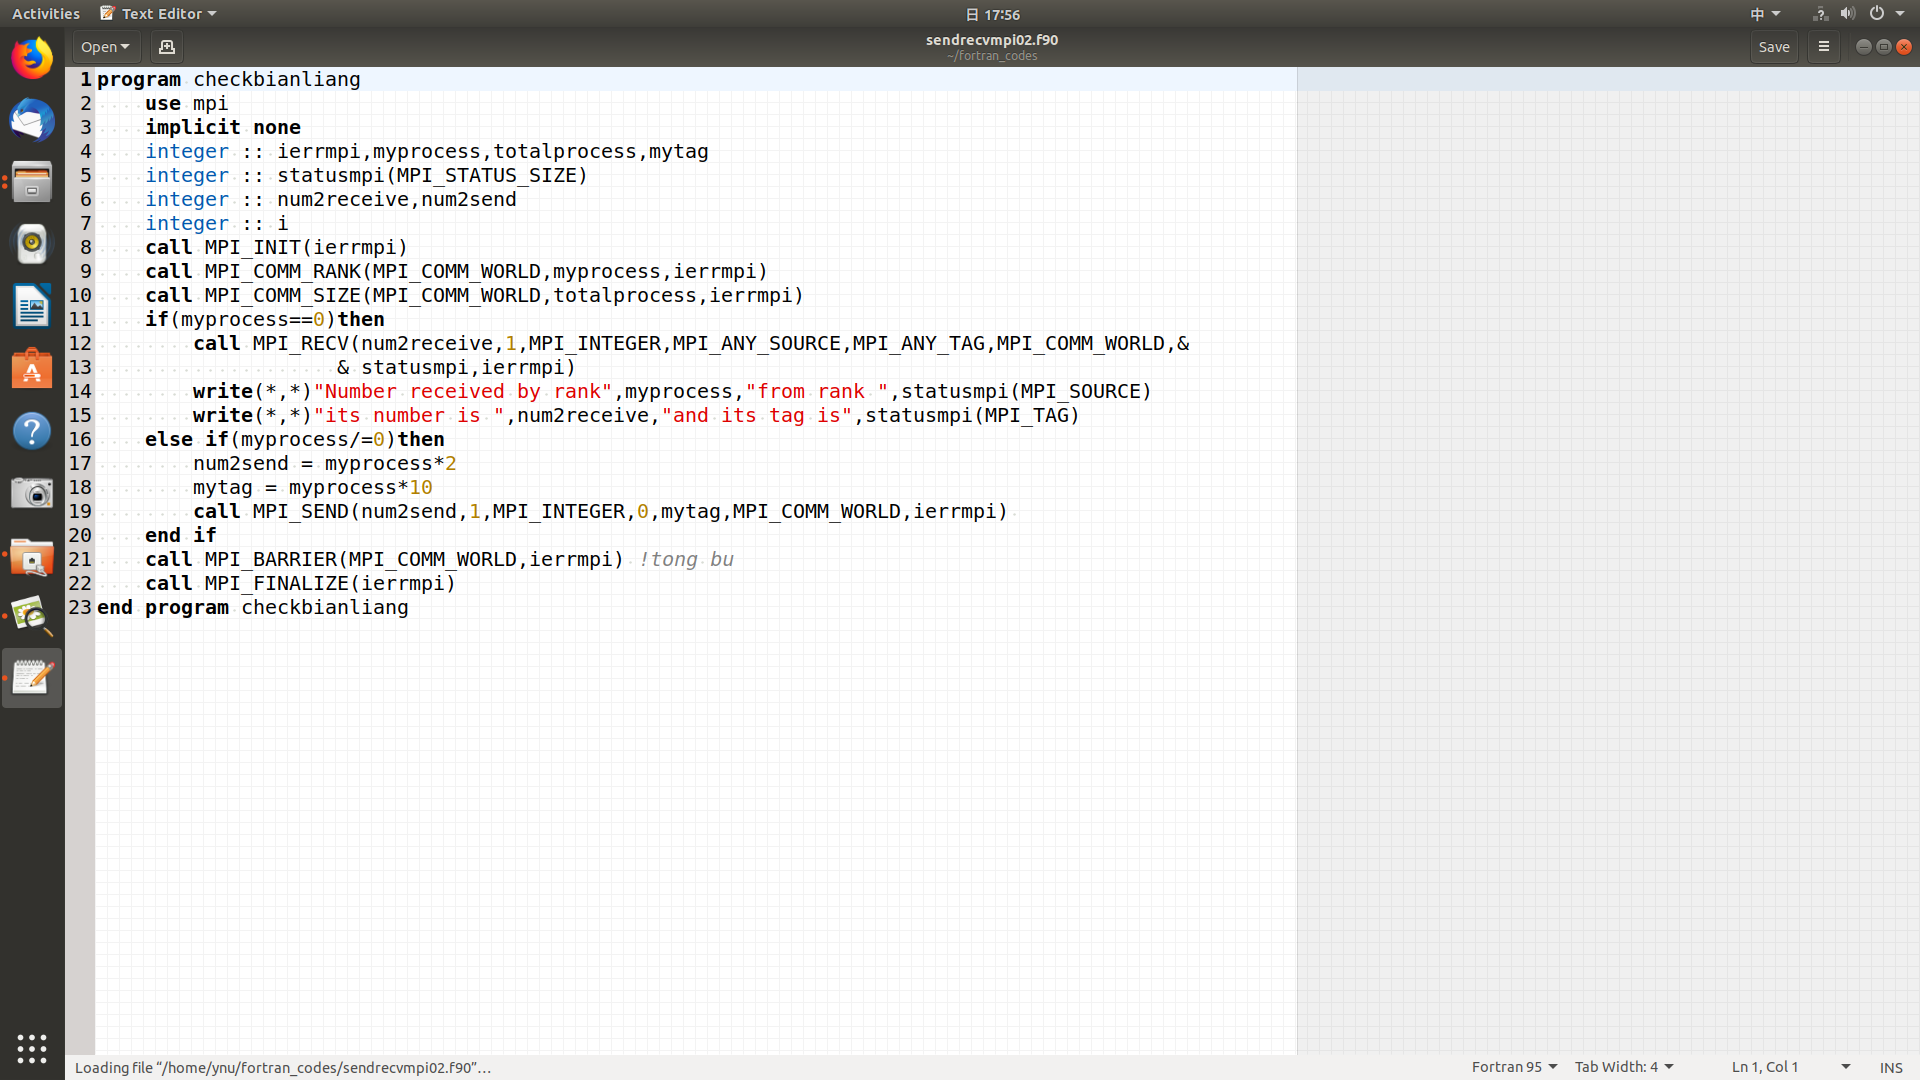 Activities Text Editor 日 17:56 中
Open sendrecvmpi02.f90 Save
~/fortran_codes
1 program checkbianliang
2 use mpi
3 implicit none
4 integer :: ierrmpi,myprocess,totalprocess,mytag
5 integer :: statusmpi(MPI_STATUS_SIZE)
6 integer :: num2receive,num2send
7 integer :: i
8 call MPI_INIT(ierrmpi)
9 call MPI_COMM_RANK(MPI_COMM_WORLD,myprocess,ierrmpi)
10 call MPI_COMM_SIZE(MPI_COMM_WORLD,totalprocess,ierrmpi)
11 if(myprocess==0)then
12 call MPI_RECV(num2receive,1,MPI_INTEGER,MPI_ANY_SOURCE,MPI_ANY_TAG,MPI_COMM_WORLD,&
13 & statusmpi,ierrmpi)
14 write(*,*)"Number received by rank",myprocess,"from rank ",statusmpi(MPI_SOURCE)
15 write(*,*)"its number is ",num2receive,"and its tag is",statusmpi(MPI_TAG)
16 else if(myprocess/=0)then
17 num2send = myprocess*2
18 mytag = myprocess*10
19 call MPI_SEND(num2send,1,MPI_INTEGER,0,mytag,MPI_COMM_WORLD,ierrmpi)
20 end if
21 call MPI_BARRIER(MPI_COMM_WORLD,ierrmpi) !tong bu
22 call MPI_FINALIZE(ierrmpi)
23 end program checkbianliang
Loading file “/home/ynu/fortran_codes/sendrecvmpi02.f90”… Fortran 95 Tab Width: 4 Ln 1, Col 1 INS